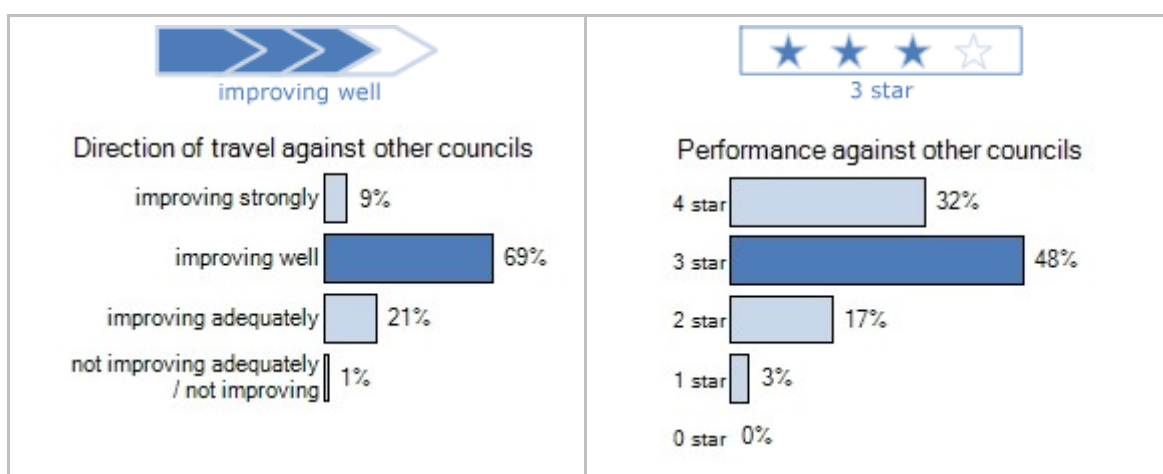 improving well
Direction of travel against other councils
improving strongly 9%
improving well 69%
improving adequately 21%
not improving adequately
/ not improving 1%
3 star
Performance against other councils
4 star 32%
3 star 48%
2 star 17%
1 star 3%
0 star 0%